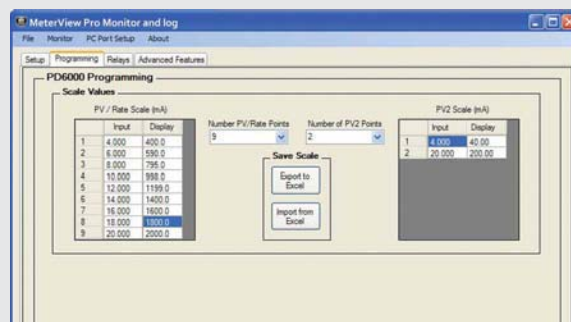 MeterView Pro Monitor and log
File Monitor PC Port Setup About
Setup Programming Relays Advanced Features
PD6000 Programming
Scale Values
PV / Rate Scale (mA)
Input Display
1 4.000 400.0
2 6.000 590.0
3 8.000 795.0
4 10.000 998.0
5 12.000 1199.0
6 14.000 1400.0
7 16.000 1600.0
8 18.000 1800.0
9 20.000 2000.0
Number PV/Rate Points
9
Number of PV2 Points
2
Save Scale
Export to
Excel
Import from
Excel
PV2 Scale (mA)
Input Display
1 4.000 40.00
2 20.000 200.00